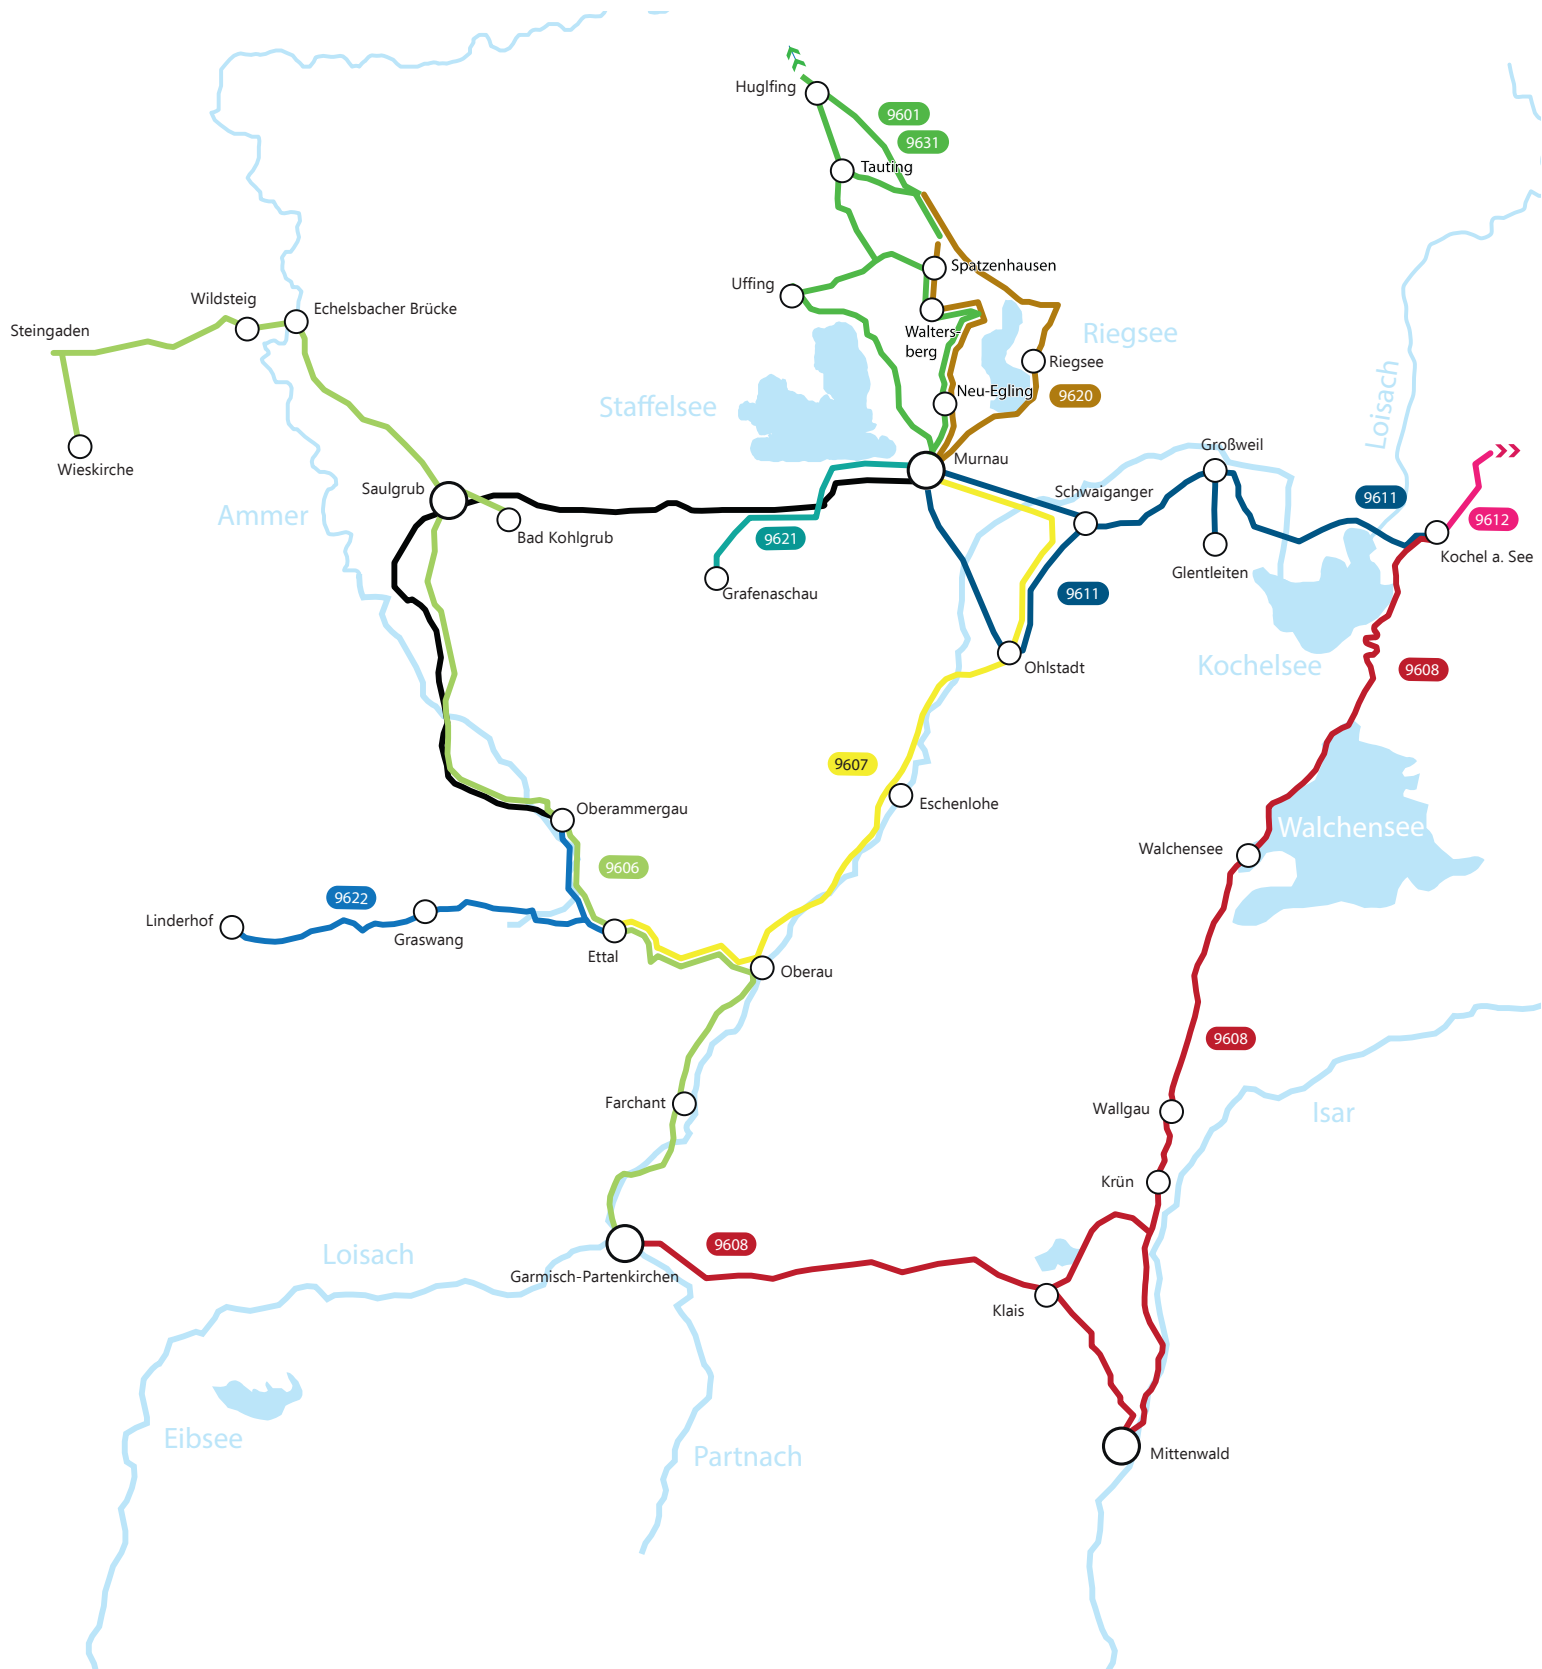 Huglfing
9601
9631
Tauting
Spatzenhausen
Uffing
Wildsteig
Echelsbacher Brücke
Steingaden
Walters-
berg
Riegsee
Riegsee
Neu-Egling
9620
Staffelsee
Loisach
Wieskirche
Murnau
Großweil
Saulgrub
Schwaiganger
9611
9612
Ammer
Bad Kohlgrub
9621
Kochel a. See
Glentleiten
Grafenaschau
9611
Kochelsee
Ohlstadt
9608
9607
Eschenlohe
Oberammergau
Walchensee
Walchensee
9606
9622
Linderhof
Graswang
Ettal
Oberau
9608
Farchant
Wallgau
Isar
Krün
9608
Loisach
Garmisch-Partenkirchen
Klais
Eibsee
Partnach
Mittenwald